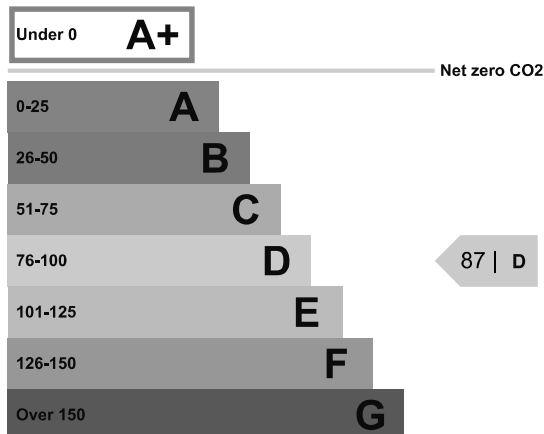 Under 0 A+
Net zero CO2
0-25 A
26-50 B
51-75 C
76-100 D
87 | D
101-125 E
126-150 F
Over 150 G